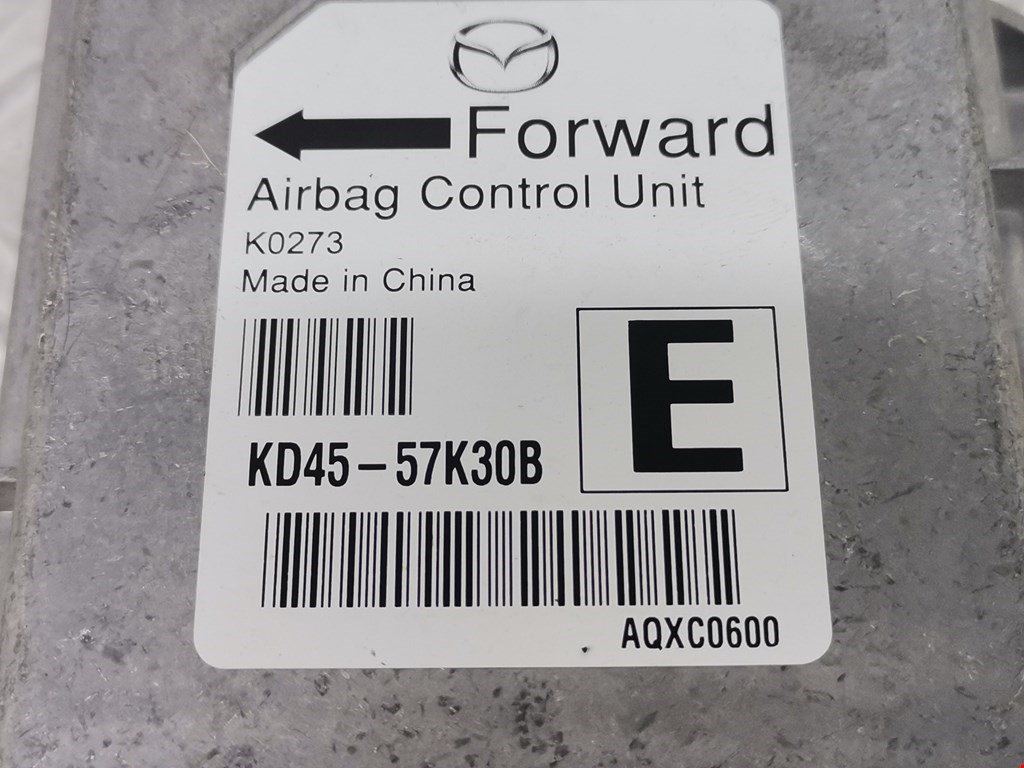 Forward
Airbag Control Unit
K0273
Made in China
E
KD45-57K30B
AQXC0600